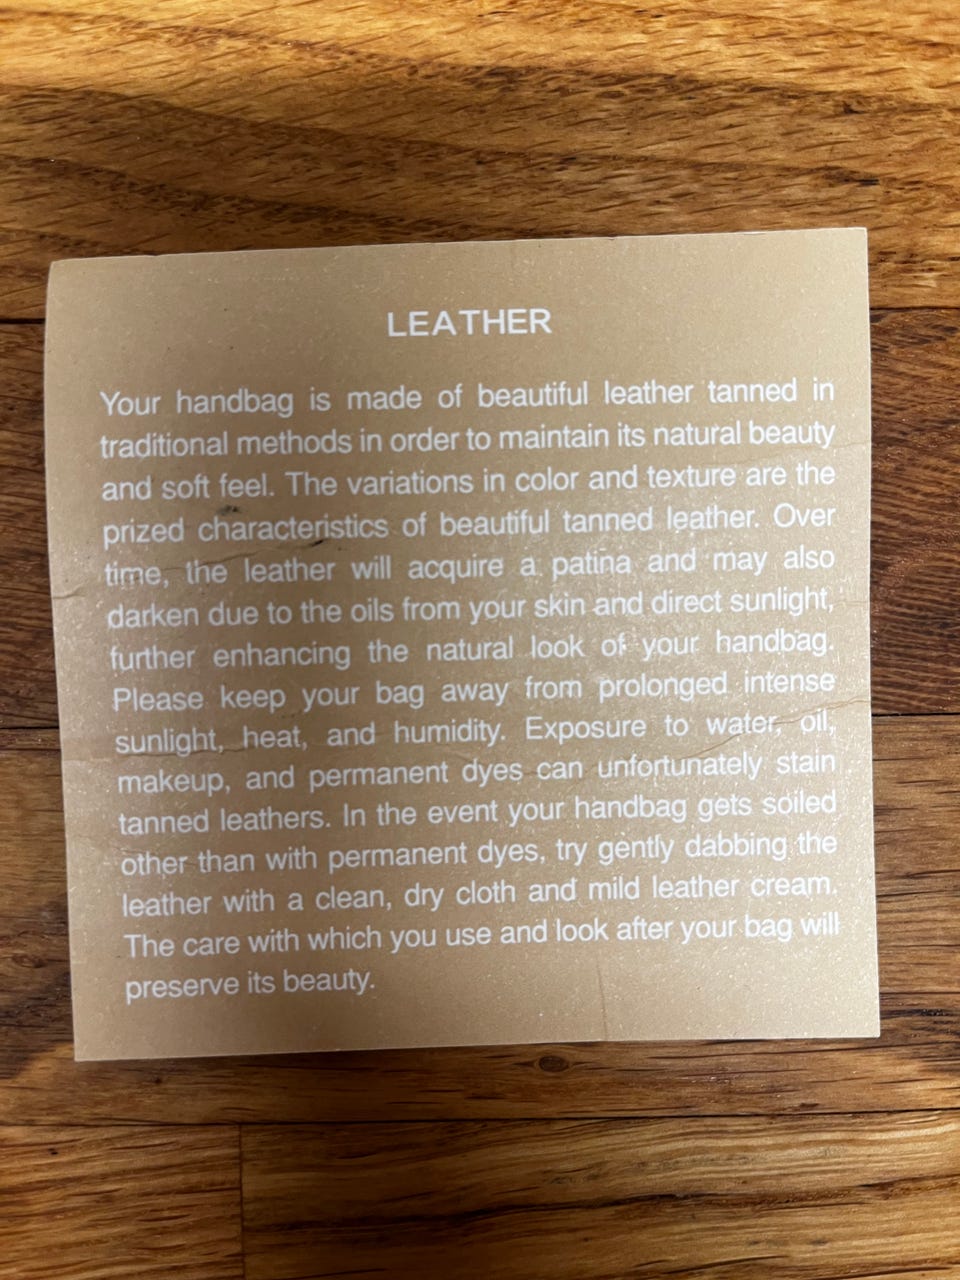 LEATHER
Your handbag is made of beautiful leather tanned in
traditional methods in order to maintain its natural beauty
and soft feel. The variations in color and texture are the
prized characteristics of beautiful tanned leather. Over
time, the leather will acquire a patina and may also
darken due to the oils from your skin and direct sunlight,
further enhancing the natural look of your handbag.
Please keep your bag away from prolonged intense
sunlight, heat, and humidity. Exposure to water, oil,
makeup, and permanent dyes can unfortunately stain
tanned leathers. In the event your handbag gets soiled
other than with permanent dyes, try gently dabbing the
leather with a clean, dry cloth and mild leather cream.
The care with which you use and look after your bag will
preserve its beauty.